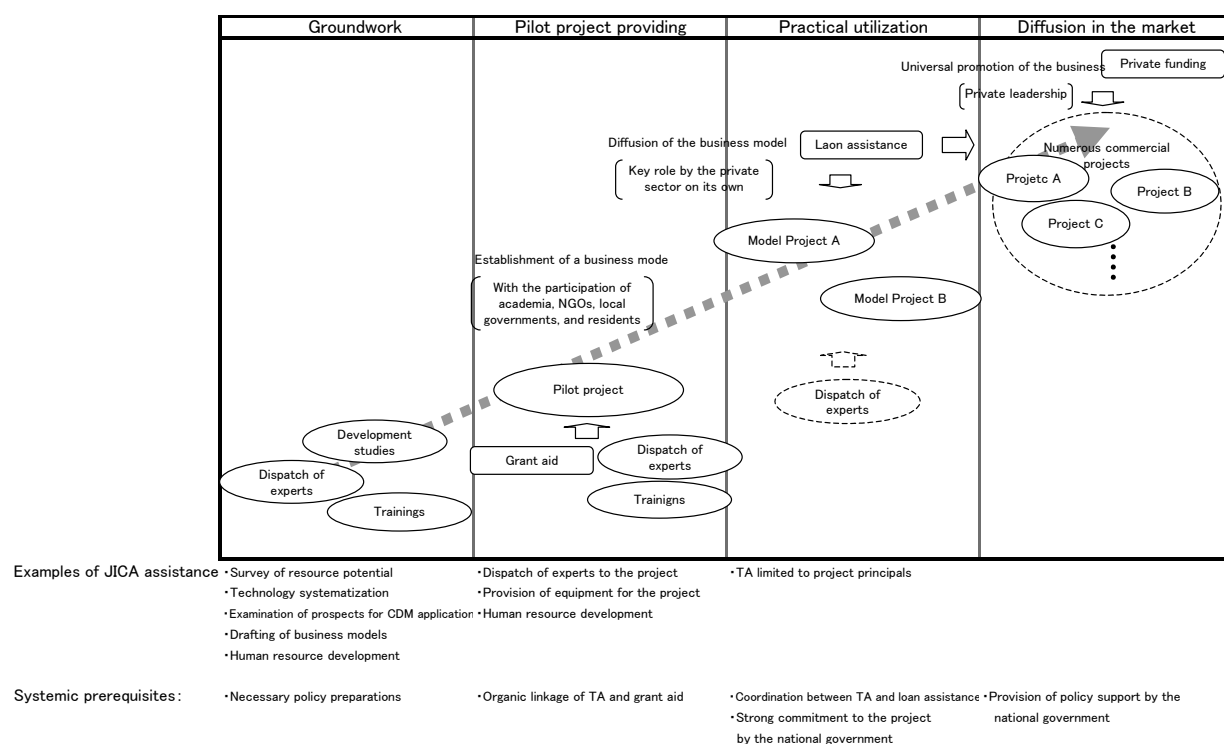 Groundwork
Pilot project providing
Practical utilization
Diffusion in the market
Universal promotion of the business
Private funding
Private leadership
Numerous commercial
projects
Projetc A
Project B
Project C
Diffusion of the business model
Laon assistance
Key role by the private
sector on its own
Model Project A
Model Project B
Dispatch of
experts
Establishment of a business mode
With the participation of
academia, NGOs, local
governments, and residents
Pilot project
Grant aid
Dispatch of
experts
Trainigns
Development
studies
Dispatch of
experts
Trainings
Examples of JICA assistance
・Survey of resource potential
・Technology systematization
・Examination of prospects for CDM application
・Drafting of business models
・Human resource development
・Dispatch of experts to the project
・Provision of equipment for the project
・Human resource development
・TA limited to project principals
Systemic prerequisites:
・Necessary policy preparations
・Organic linkage of TA and grant aid
・Coordination between TA and loan assistance
・Strong commitment to the project
by the national government
・Provision of policy support by the
national government